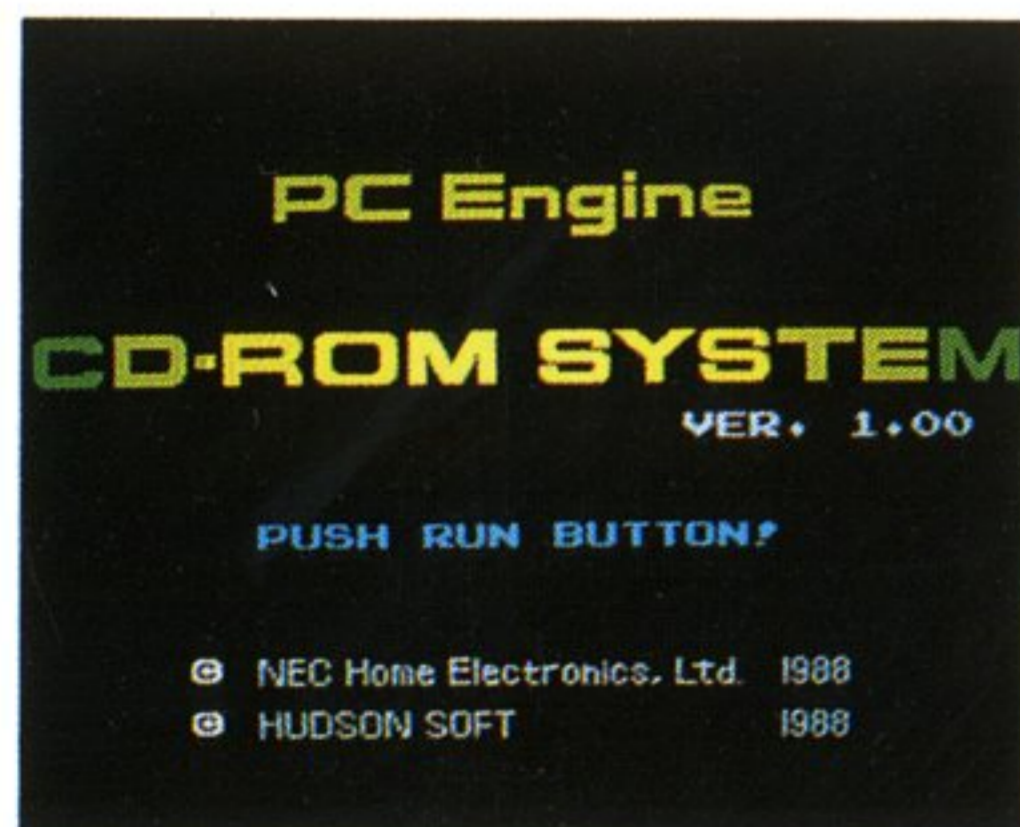 PC Engine
CD-ROM SYSTEM
VER. 1.00
PUSH RUN BUTTON!
© NEC Home Electronics, Ltd. 1988
© HUDSON SOFT 1988